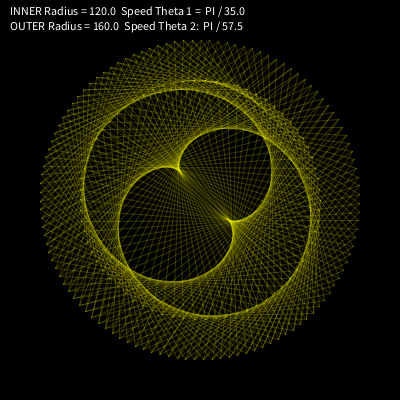 INNER Radius = 120.0 Speed Theta 1 = PI / 35.0
OUTER Radius = 160.0 Speed Theta 2: PI / 57.5